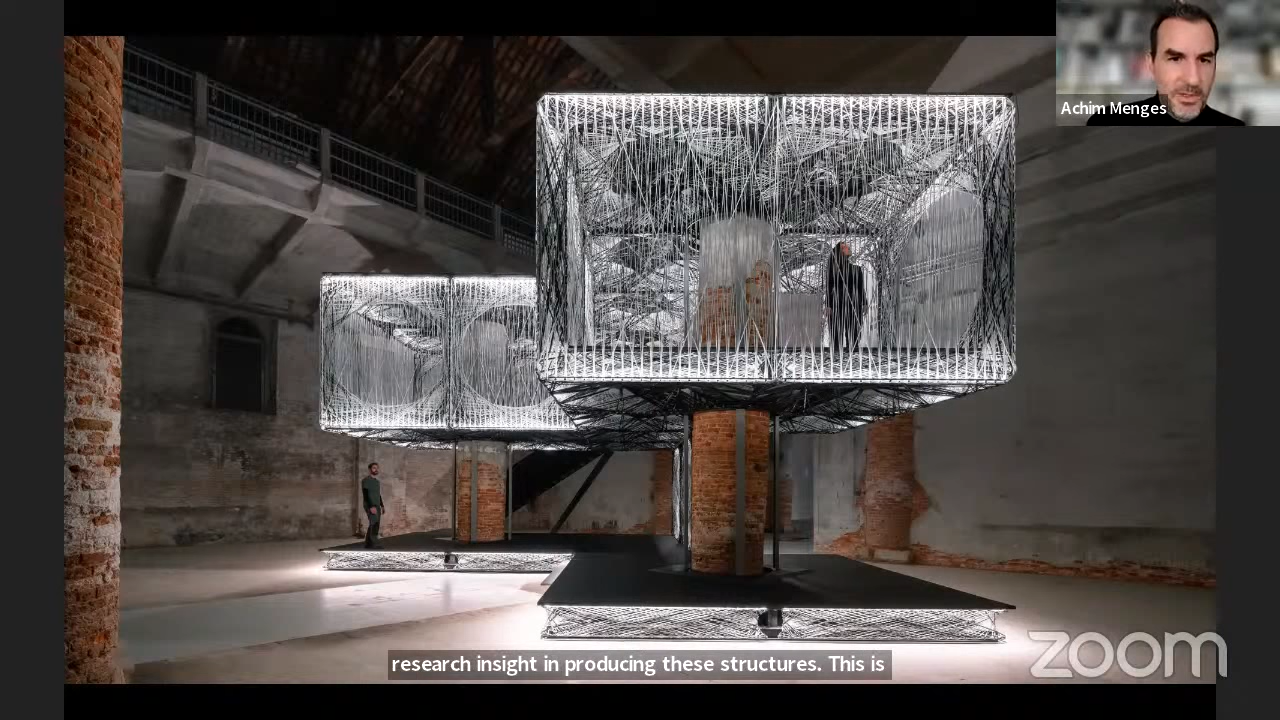 Achim Menges
research insight in producing these structures. This is
zoom